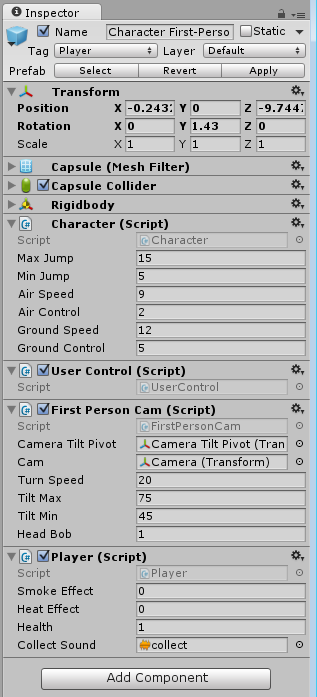 Inspector
Name Character First-Perso Static
Tag Player Layer Default
Prefab Select Revert Apply
Transform
Position X -0.243 Y 0 Z -9.744
Rotation X 0 Y 1.43 Z 0
Scale X 1 Y 1 Z 1
Capsule (Mesh Filter)
Capsule Collider
Rigidbody
Character (Script)
Script Character
Max Jump 15
Min Jump 5
Air Speed 9
Air Control 2
Ground Speed 12
Ground Control 5
User Control (Script)
Script UserControl
First Person Cam (Script)
Script FirstPersonCam
Camera Tilt Pivot Camera Tilt Pivot (Tran
Cam Camera (Transform)
Turn Speed 20
Tilt Max 75
Tilt Min 45
Head Bob 1
Player (Script)
Script Player
Smoke Effect 0
Heat Effect 0
Health 1
Collect Sound collect
Add Component